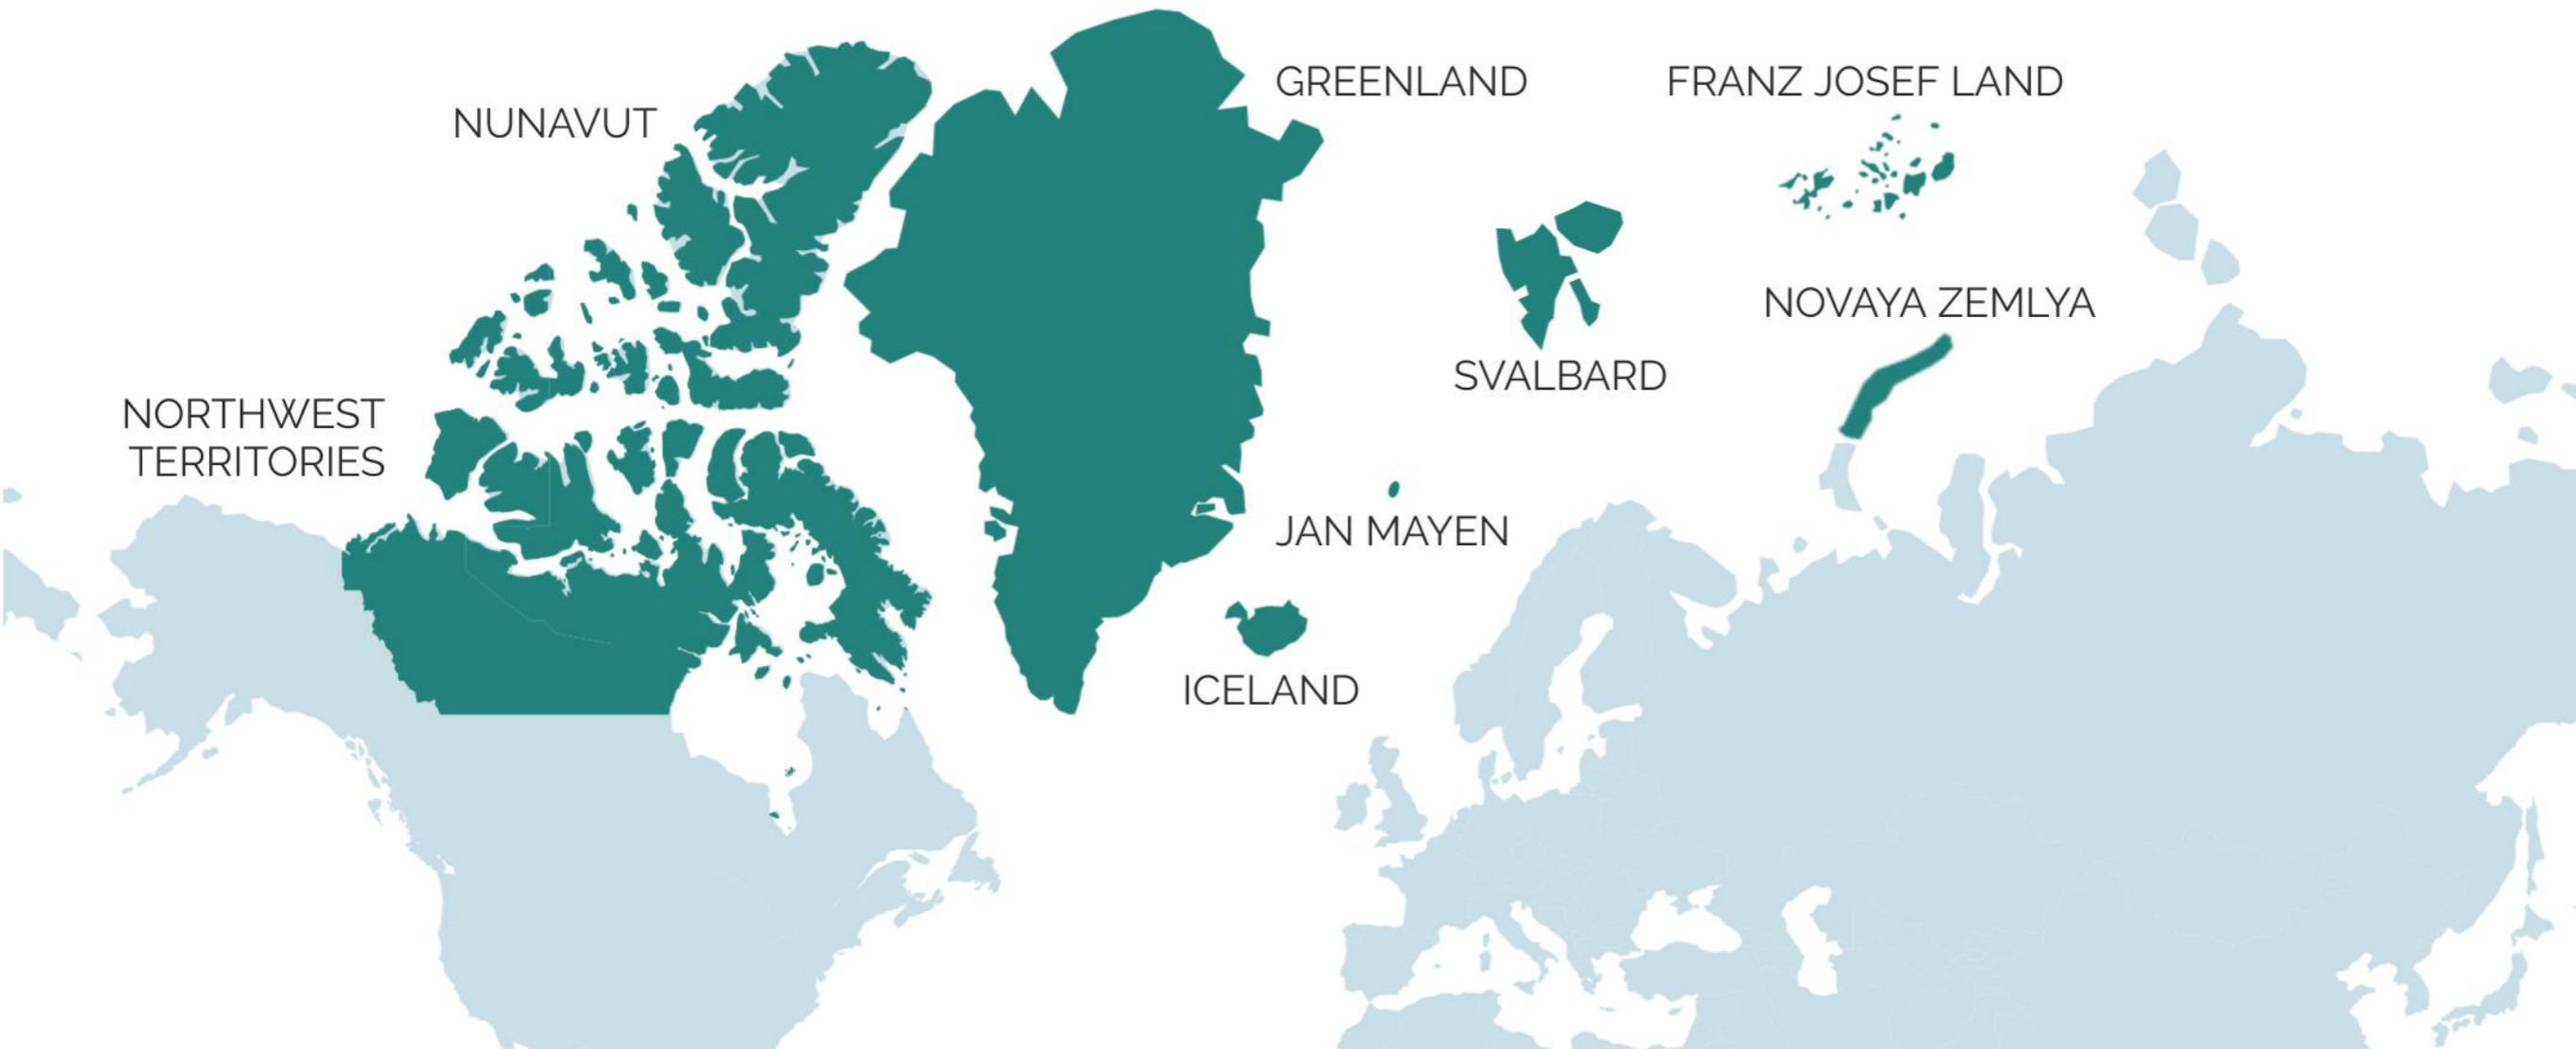 GREENLAND
FRANZ JOSEF LAND
NUNAVUT
NOVAYA ZEMLYA
SVALBARD
NORTHWEST
TERRITORIES
JAN MAYEN
ICELAND